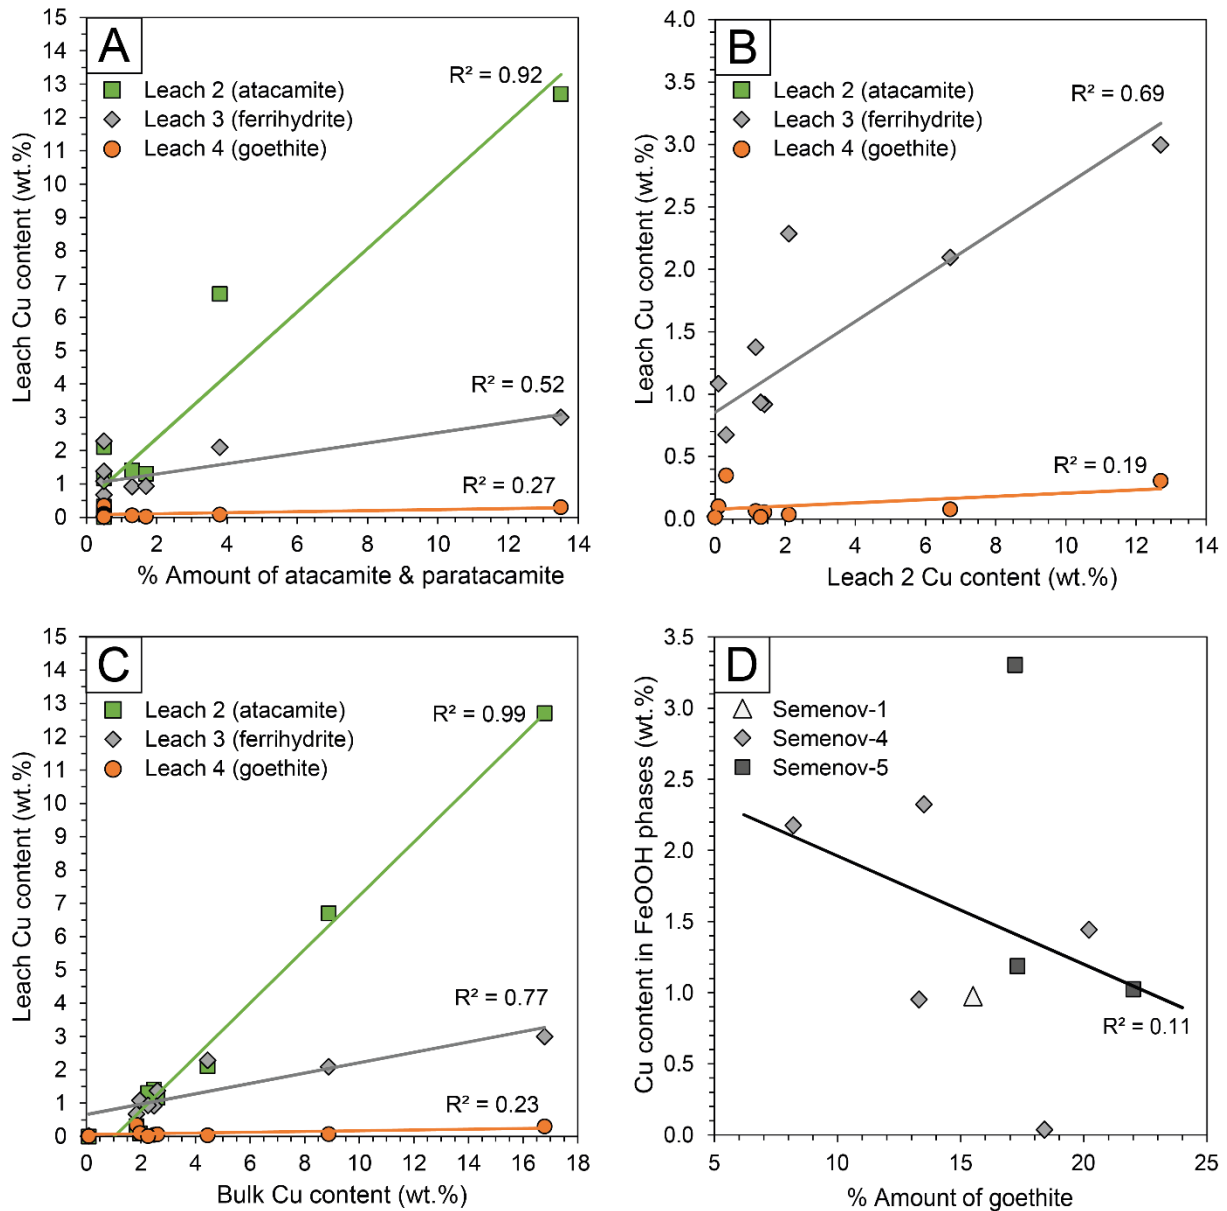 A
Leach 2 (atacamite)
Leach 3 (ferrihydrite)
Leach 4 (goethite)
R² = 0.92
R² = 0.52
R² = 0.27
Leach Cu content (wt.%)
15
14
13
12
11
10
9
8
7
6
5
4
3
2
1
0
0 2 4 6 8 10 12 14
% Amount of atacamite & paratacamite
B
Leach 2 (atacamite)
Leach 3 (ferrihydrite)
Leach 4 (goethite)
R² = 0.69
R² = 0.19
Leach Cu content (wt.%)
4.0
3.5
3.0
2.5
2.0
1.5
1.0
0.5
0.0
0 2 4 6 8 10 12 14
Leach 2 Cu content (wt.%)
C
Leach 2 (atacamite)
Leach 3 (ferrihydrite)
Leach 4 (goethite)
R² = 0.99
R² = 0.77
R² = 0.23
Leach Cu content (wt.%)
15
14
13
12
11
10
9
8
7
6
5
4
3
2
1
0
0 2 4 6 8 10 12 14 16 18
Bulk Cu content (wt.%)
D
Semenov-1
Semenov-4
Semenov-5
R² = 0.11
Cu content in FeOOH phases (wt.%)
3.5
3.0
2.5
2.0
1.5
1.0
0.5
0.0
5 10 15 20 25
% Amount of goethite